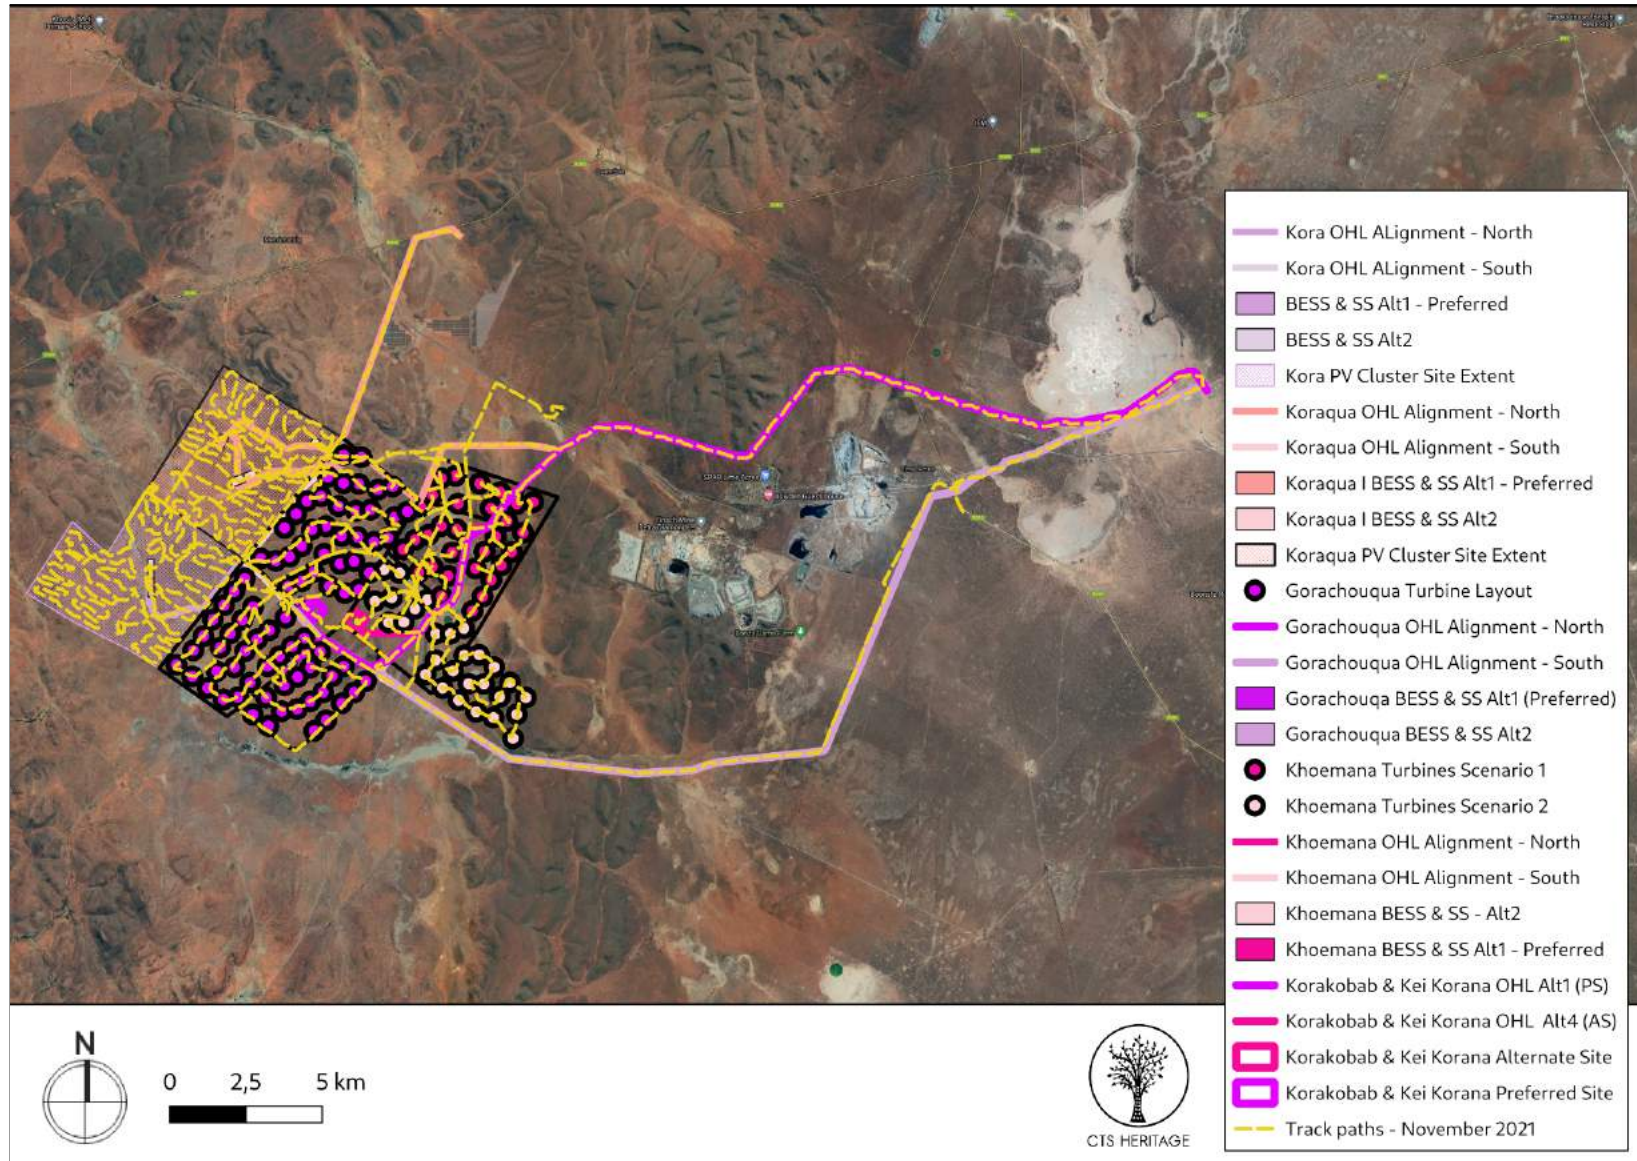 SPAR Lime Acres
Kora OHL ALignment - North
Kora OHL ALignment - South
BESS & SS Alt1 - Preferred
BESS & SS Alt2
Kora PV Cluster Site Extent
Koraqua OHL Alignment - North
Koraqua OHL Alignment - South
Koraqua I BESS & SS Alt1 - Preferred
Koraqua I BESS & SS Alt2
Koraqua PV Cluster Site Extent
Gorachouqua Turbine Layout
Gorachouqua OHL Alignment - North
Gorachouqua OHL Alignment - South
Gorachouqa BESS & SS Alt1 (Preferred)
Gorachouqua BESS & SS Alt2
Khoemana Turbines Scenario 1
Khoemana Turbines Scenario 2
Khoemana OHL Alignment - North
Khoemana OHL Alignment - South
Khoemana BESS & SS - Alt2
Khoemana BESS & SS Alt1 - Preferred
Korakobab & Kei Korana OHL Alt1 (PS)
Korakobab & Kei Korana OHL Alt4 (AS)
Korakobab & Kei Korana Alternate Site
Korakobab & Kei Korana Preferred Site
Track paths - November 2021
N
0 2,5 5 km
CTS HERITAGE